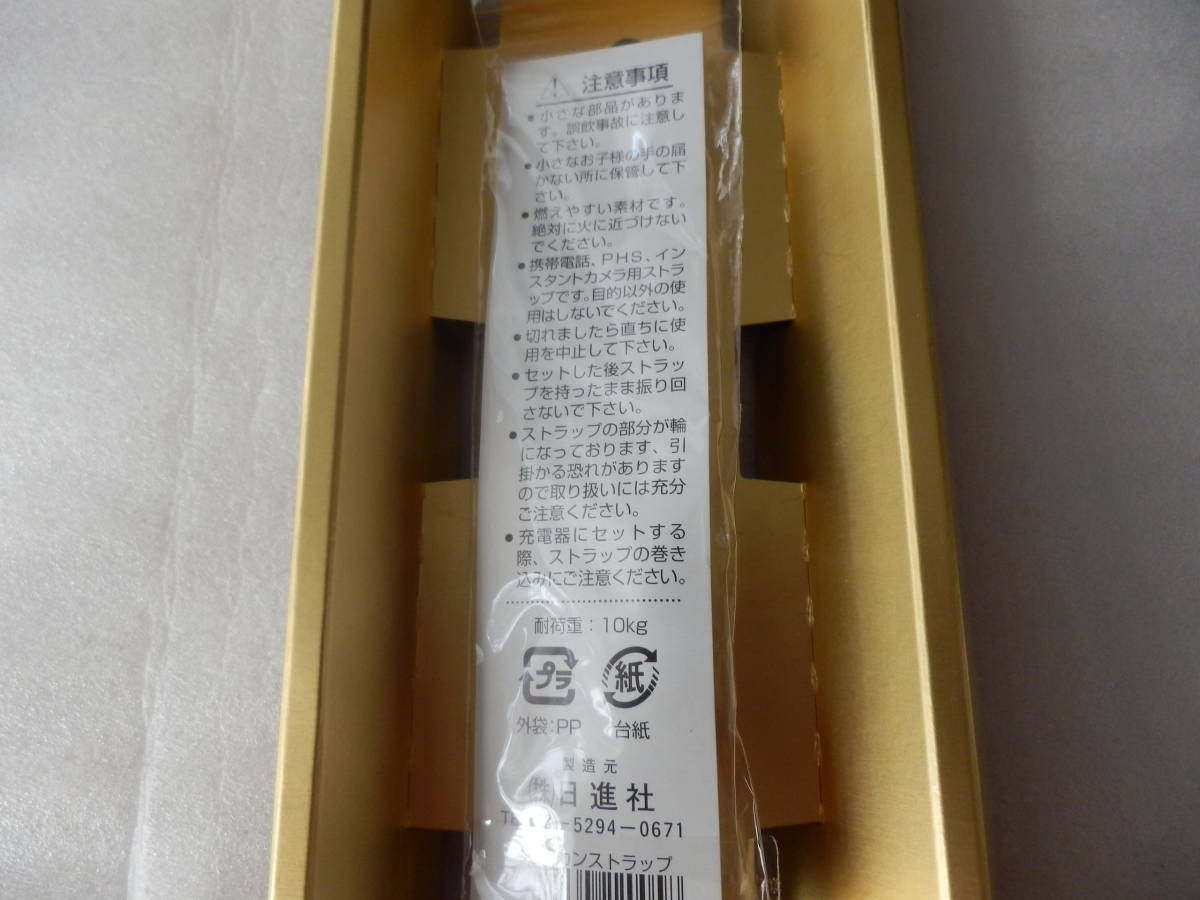 注意事項
● 小さな部品がありま
す。誤飲事故に注意し
て下さい。
● 小さなお子様の手の届
かない所に保管して下
さい。
● 燃えやすい素材です。
絶対に火に近づけない
でください。
● 携帯電話、PHS、イン
スタントカメラ用ストラ
ップです。目的以外の使
用はしないでください。
● 切れましたら直ちに使
用を中止して下さい。
● セットした後ストラッ
プを持ったまま振り回
さないで下さい。
● ストラップの部分が輪
になっております、引
掛かる恐れがあります
ので取り扱いには充分
ご注意ください。
● 充電器にセットする
際、ストラップの巻き
込みにご注意ください。
耐荷重：10kg
プラ 紙
外袋：PP 台紙
製造元
㈱日進社
5294−0671
カンストラップ